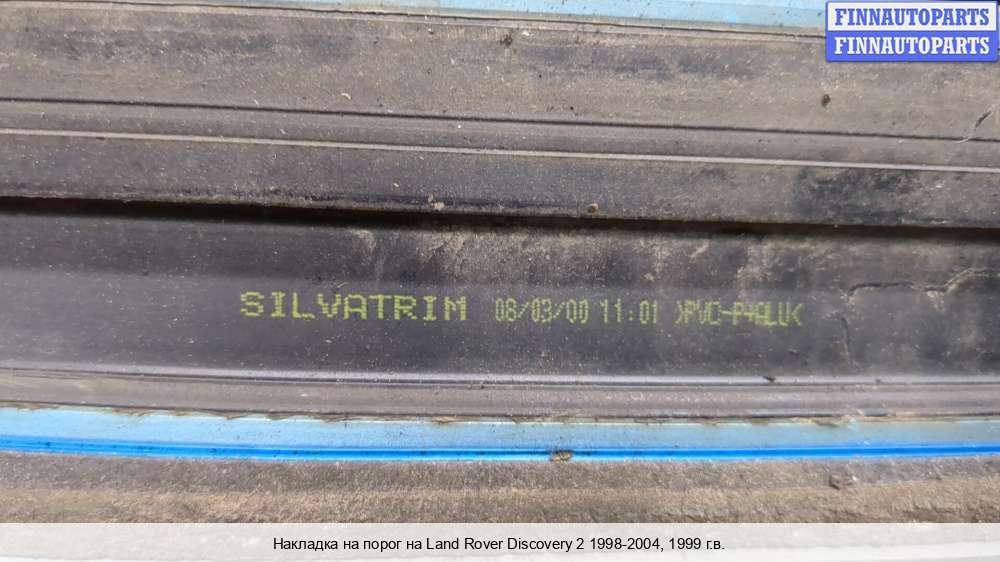 FINNAUTOPARTS
FINNAUTOPARTS
SILVATRIM 08/03/00 11:01 >PVC-P+ALU<
Накладка на порог на Land Rover Discovery 2 1998-2004, 1999 г.в.